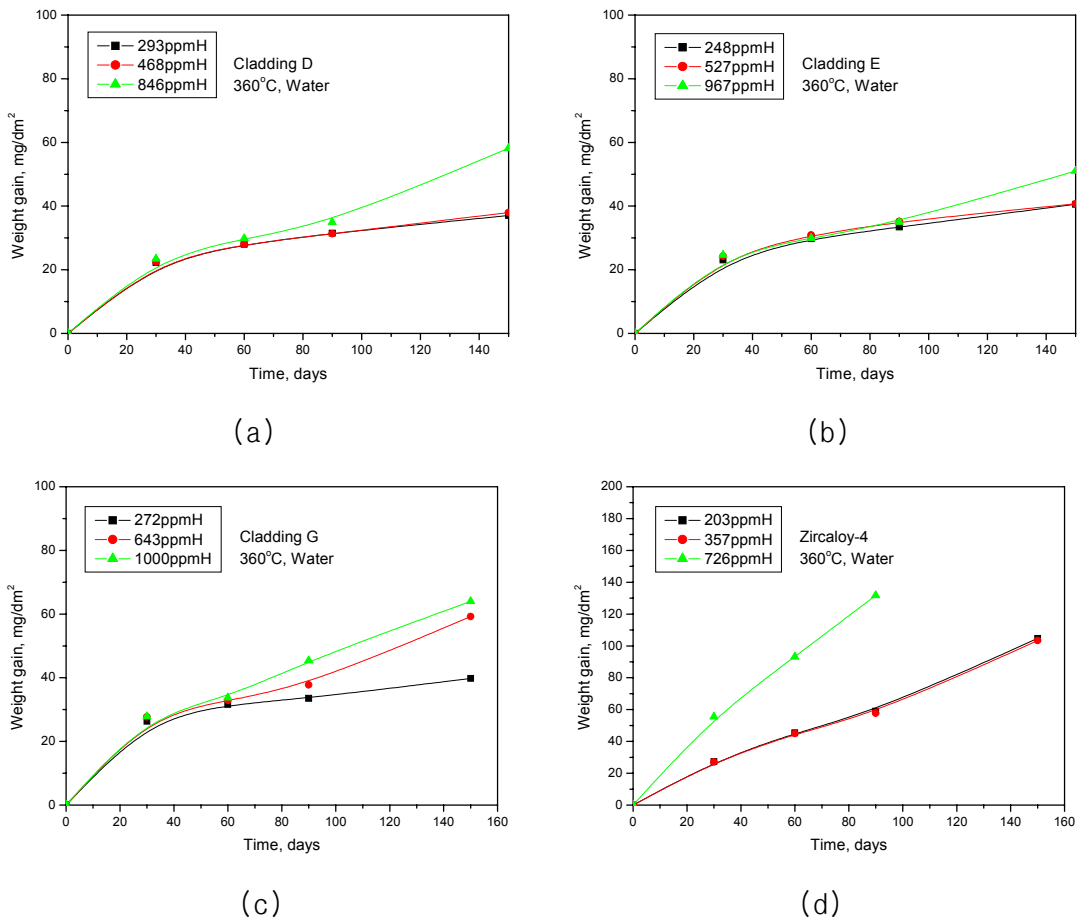 100
80
60
40
20
0
0 20 40 60 80 100 120 140
Weight gain, mg/dm²
Time, days
293ppmH
468ppmH
846ppmH
Cladding D
360°C, Water
(a)
100
80
60
40
20
0
0 20 40 60 80 100 120 140
Weight gain, mg/dm²
Time, days
248ppmH
527ppmH
967ppmH
Cladding E
360°C, Water
(b)
100
80
60
40
20
0
0 20 40 60 80 100 120 140 160
Weight gain, mg/dm²
Time, days
272ppmH
643ppmH
1000ppmH
Cladding G
360°C, Water
(c)
200
180
160
140
120
100
80
60
40
20
0
0 20 40 60 80 100 120 140 160
Weight gain, mg/dm²
Time, days
203ppmH
357ppmH
726ppmH
Zircaloy-4
360°C, Water
(d)